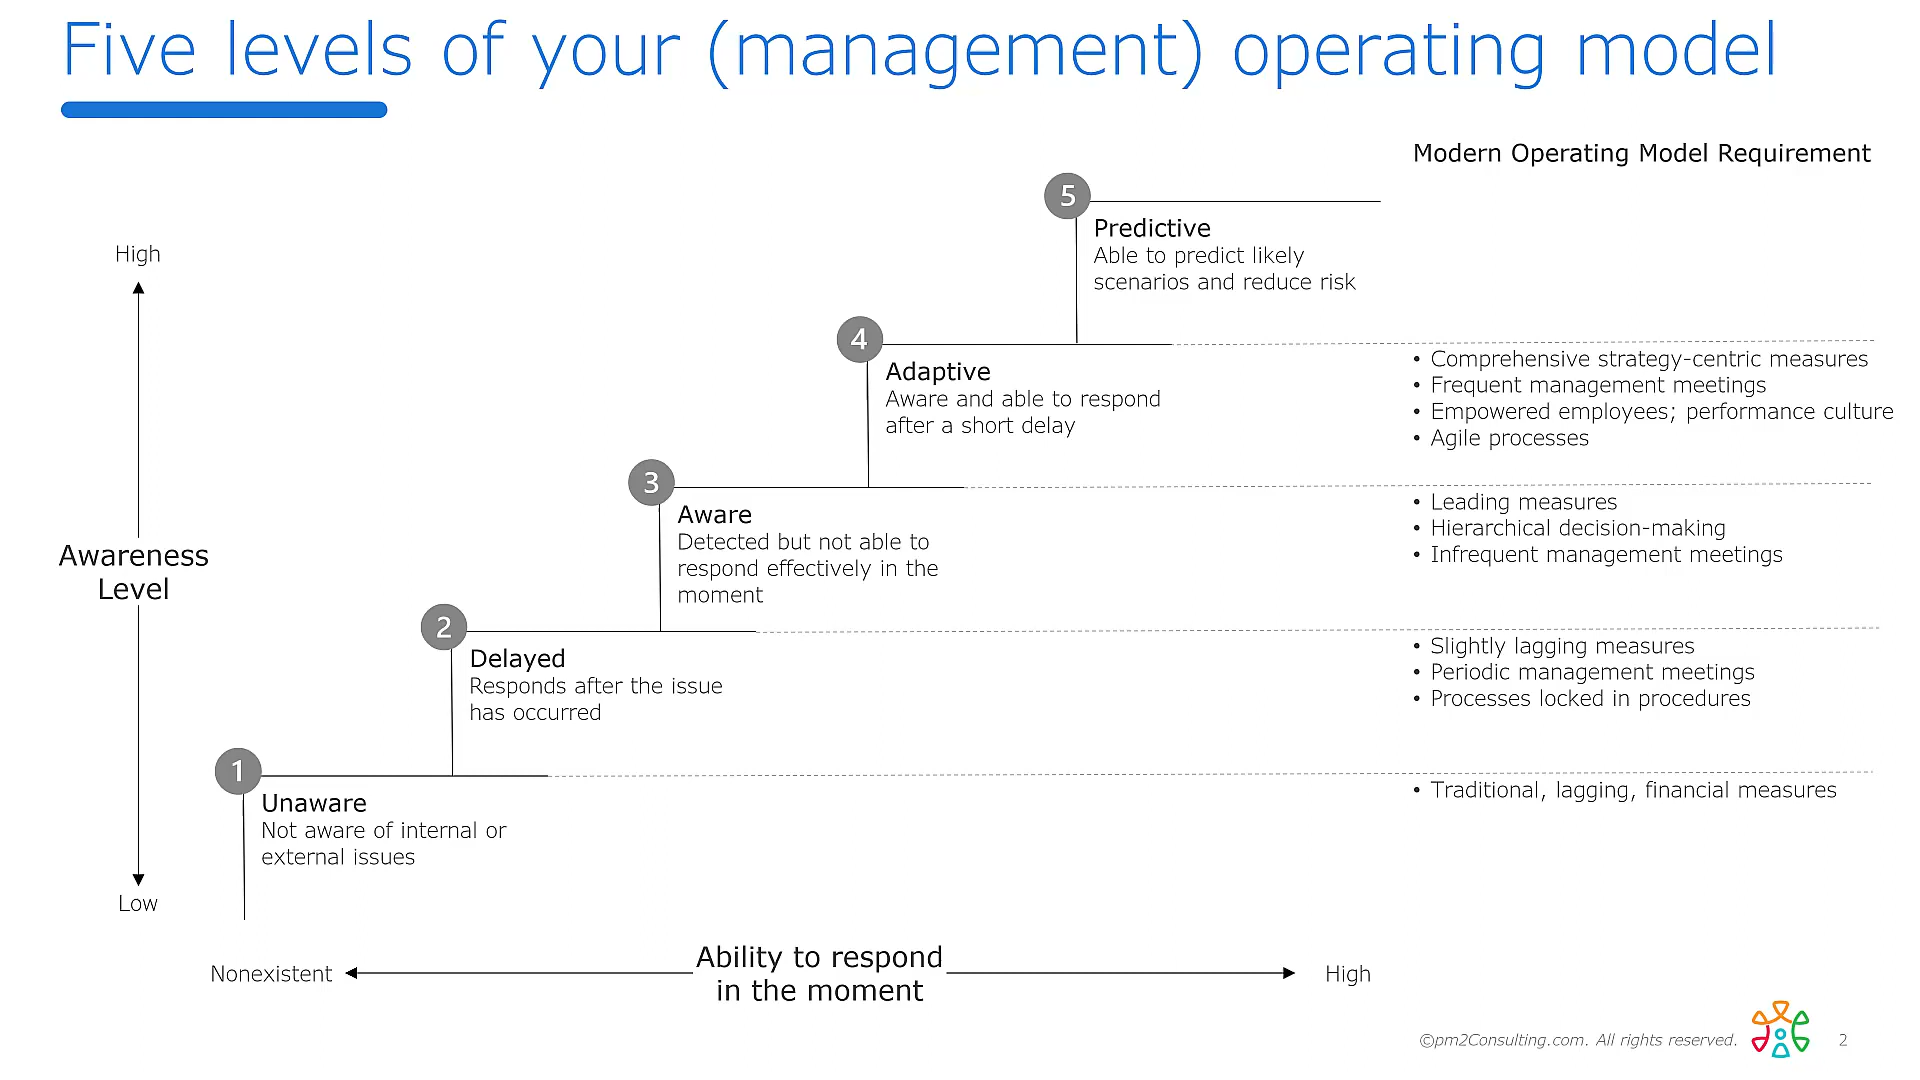 Five levels of your (management) operating model
Modern Operating Model Requirement
5
Predictive
Able to predict likely
scenarios and reduce risk
High
4
Adaptive
Aware and able to respond
after a short delay
• Comprehensive strategy-centric measures
• Frequent management meetings
• Empowered employees; performance culture
• Agile processes
3
Aware
Detected but not able to
respond effectively in the
moment
• Leading measures
• Hierarchical decision-making
• Infrequent management meetings
Awareness
Level
2
Delayed
Responds after the issue
has occurred
• Slightly lagging measures
• Periodic management meetings
• Processes locked in procedures
1
Unaware
Not aware of internal or
external issues
• Traditional, lagging, financial measures
Low
Nonexistent
Ability to respond
in the moment
High
©pm2Consulting.com. All rights reserved.
2